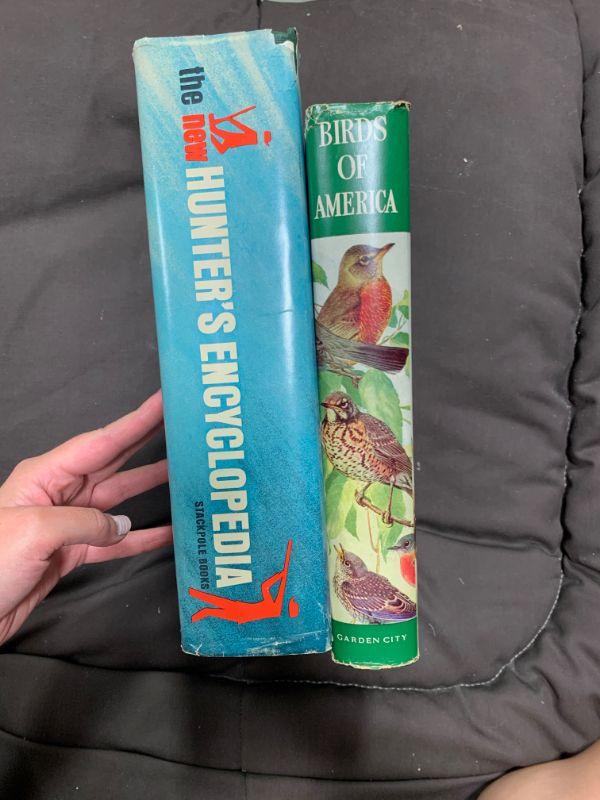 the new
HUNTER'S ENCYCLOPEDIA
STACKPOLE BOOKS
BIRDS
OF
AMERICA
GARDEN CITY